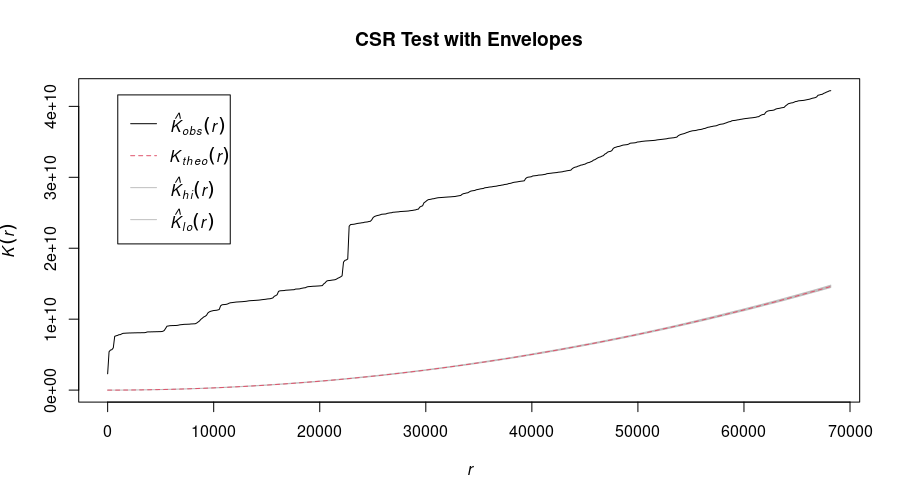 CSR Test with Envelopes
K̂obs(r)
Ktheo(r)
K̂hi(r)
K̂lo(r)
K(r)
4e+10
3e+10
2e+10
1e+10
0e+00
0 10000 20000 30000 40000 50000 60000 70000
r